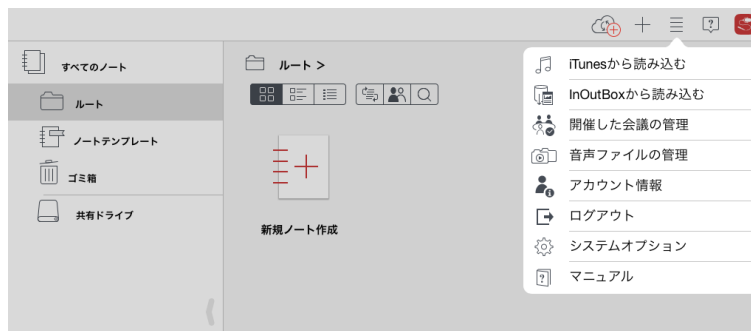 すべてのノート
ルート
ノートテンプレート
ゴミ箱
共有ドライブ
ルート >
新規ノート作成
iTunesから読み込む
InOutBoxから読み込む
開催した会議の管理
音声ファイルの管理
アカウント情報
ログアウト
システムオプション
マニュアル